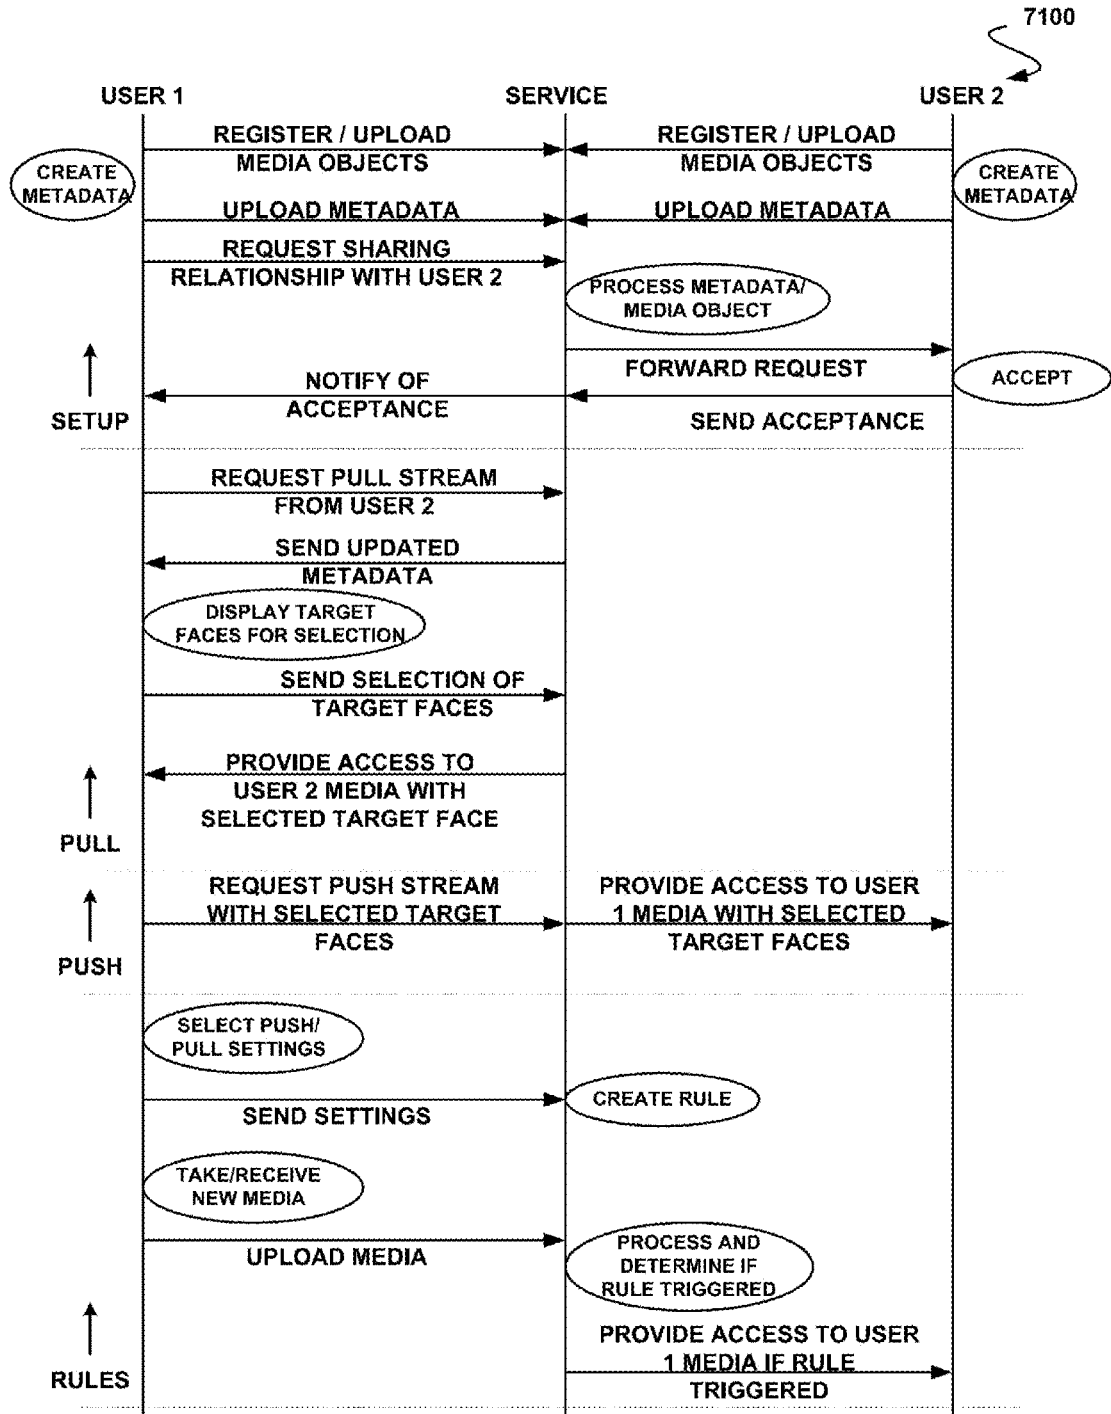 7100
USER 1
SERVICE
USER 2
REGISTER / UPLOAD
MEDIA OBJECTS
REGISTER / UPLOAD
MEDIA OBJECTS
CREATE
METADATA
CREATE
METADATA
UPLOAD METADATA
UPLOAD METADATA
REQUEST SHARING
RELATIONSHIP WITH USER 2
PROCESS METADATA/
MEDIA OBJECT
FORWARD REQUEST
ACCEPT
NOTIFY OF
ACCEPTANCE
SEND ACCEPTANCE
SETUP
REQUEST PULL STREAM
FROM USER 2
SEND UPDATED
METADATA
DISPLAY TARGET
FACES FOR SELECTION
SEND SELECTION OF
TARGET FACES
PROVIDE ACCESS TO
USER 2 MEDIA WITH
SELECTED TARGET FACE
PULL
REQUEST PUSH STREAM
WITH SELECTED TARGET
FACES
PROVIDE ACCESS TO USER
1 MEDIA WITH SELECTED
TARGET FACES
PUSH
SELECT PUSH/
PULL SETTINGS
SEND SETTINGS
CREATE RULE
TAKE/RECEIVE
NEW MEDIA
UPLOAD MEDIA
PROCESS AND
DETERMINE IF
RULE TRIGGERED
PROVIDE ACCESS TO USER
1 MEDIA IF RULE
TRIGGERED
RULES